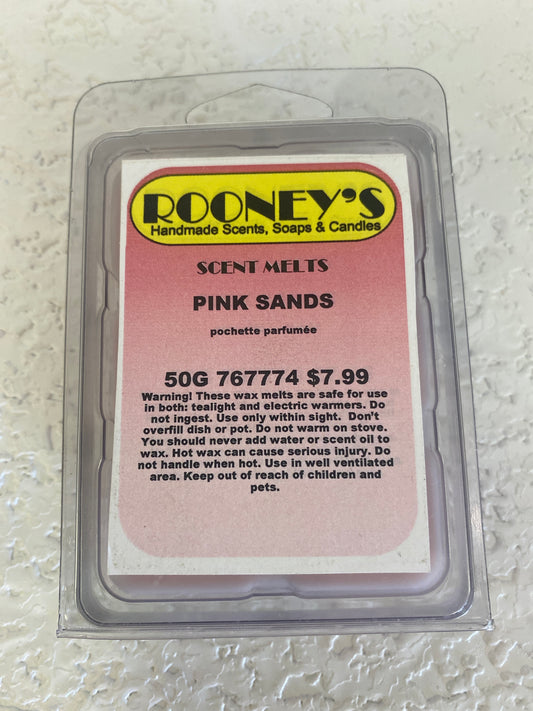 ROONEY'S
Handmade Scents, Soaps & Candles
SCENT MELTS
PINK SANDS
pochette parfumée
50G 767774 $7.99
Warning! These wax melts are safe for use
in both: tealight and electric warmers. Do
not ingest. Use only within sight. Don't
overfill dish or pot. Do not warm on stove.
You should never add water or scent oil to
wax. Hot wax can cause serious injury. Do
not handle when hot. Use in well ventilated
area. Keep out of reach of children and
pets.